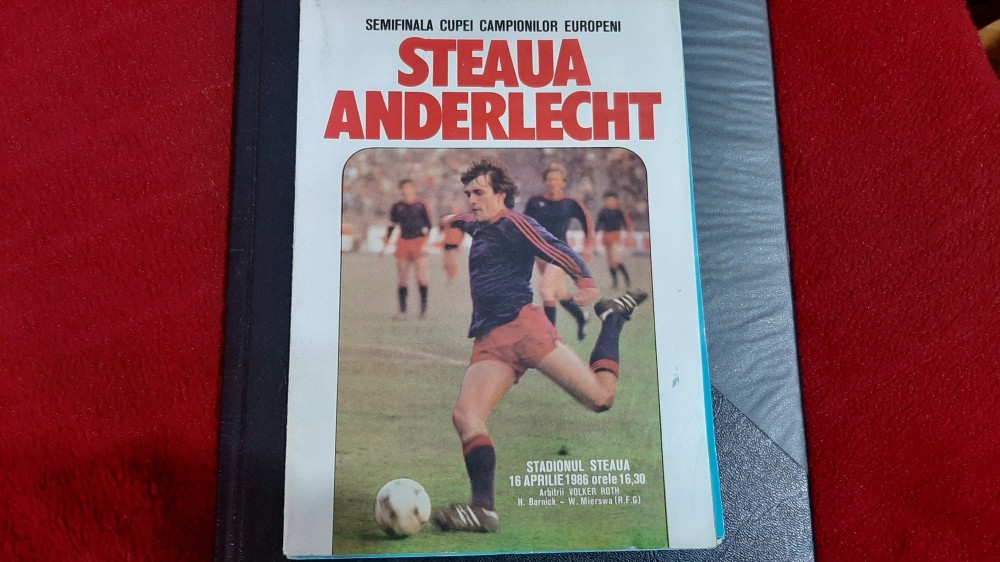 SEMIFINALA CUPEI CAMPIONILOR EUROPENI
STEAUA
ANDERLECHT
STADIONUL STEAUA
16 APRILIE 1986 orele 16,30
Arbitrii VOLKER ROTH
H. Barnick - W. Mierswa (R.F.G)